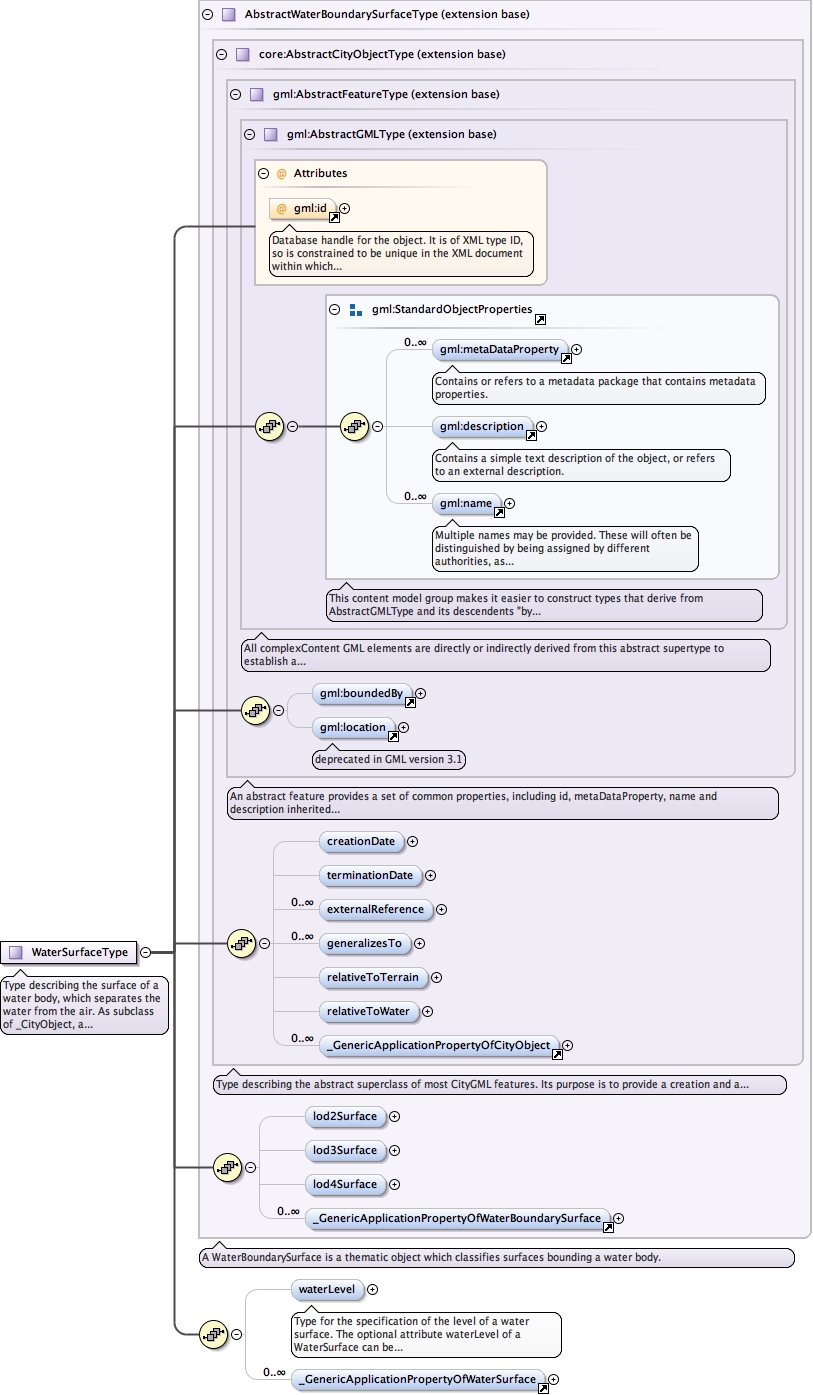 AbstractWaterBoundarySurfaceType (extension base)
core:AbstractCityObjectType (extension base)
gml:AbstractFeatureType (extension base)
gml:AbstractGMLType (extension base)
@ Attributes
@ gml:id
Database handle for the object. It is of XML type ID,
so is constrained to be unique in the XML document
within which...
gml:StandardObjectProperties
0..∞
gml:metaDataProperty
Contains or refers to a metadata package that contains metadata
properties.
gml:description
Contains a simple text description of the object, or refers
to an external description.
0..∞
gml:name
Multiple names may be provided. These will often be
distinguished by being assigned by different
authorities, as...
This content model group makes it easier to construct types that derive from
AbstractGMLType and its descendents "by...
All complexContent GML elements are directly or indirectly derived from this abstract supertype to
establish a...
gml:boundedBy
gml:location
deprecated in GML version 3.1
An abstract feature provides a set of common properties, including id, metaDataProperty, name and
description inherited...
creationDate
terminationDate
0..∞
externalReference
0..∞
generalizesTo
relativeToTerrain
relativeToWater
0..∞
_GenericApplicationPropertyOfCityObject
WaterSurfaceType
Type describing the surface of a
water body, which separates the
water from the air. As subclass
of _CityObject, a...
Type describing the abstract superclass of most CityGML features. Its purpose is to provide a creation and a...
lod2Surface
lod3Surface
lod4Surface
0..∞
_GenericApplicationPropertyOfWaterBoundarySurface
A WaterBoundarySurface is a thematic object which classifies surfaces bounding a water body.
waterLevel
Type for the specification of the level of a water
surface. The optional attribute waterLevel of a
WaterSurface can be...
0..∞
_GenericApplicationPropertyOfWaterSurface